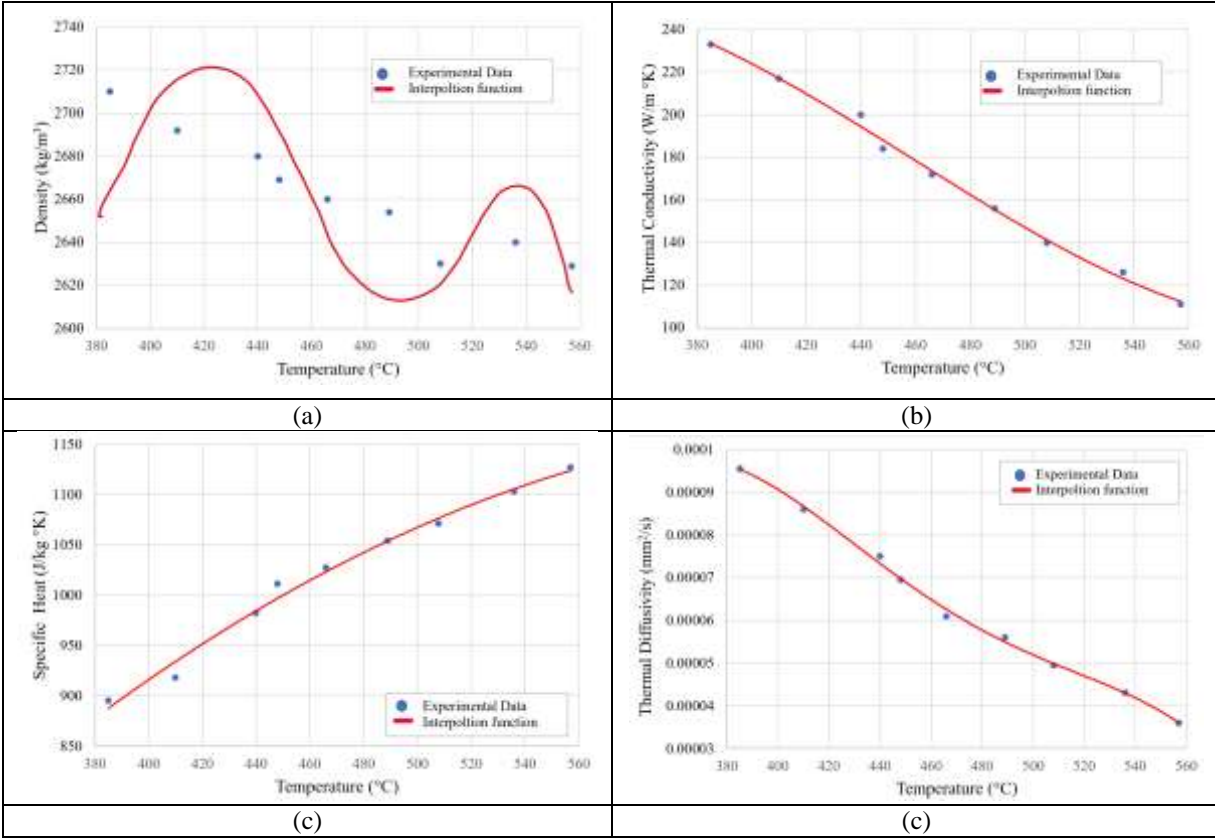 2740
2720
2700
2680
2660
2640
2620
2600
Density (kg/m³)
Experimental Data
Interpoltion function
380 400 420 440 460 480 500 520 540 560
Temperature (°C)
(a)
240
220
200
180
160
140
120
100
Thermal Conductivity (W/m °K)
Experimental Data
Interpoltion function
380 400 420 440 460 480 500 520 540 560
Temperature (°C)
(b)
1150
1100
1050
1000
950
900
850
Specific Heat (J/kg °K)
Experimental Data
Interpoltion function
380 400 420 440 460 480 500 520 540 560
Temperature (°C)
(c)
0.0001
0.00009
0.00008
0.00007
0.00006
0.00005
0.00004
0.00003
Thermal Diffusivity (mm²/s)
Experimental Data
Interpoltion function
380 400 420 440 460 480 500 520 540 560
Temperature (°C)
(c)